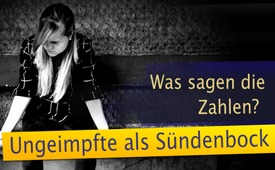 Was sagen die
Zahlen?
Ungeimpfte als Sündenbock